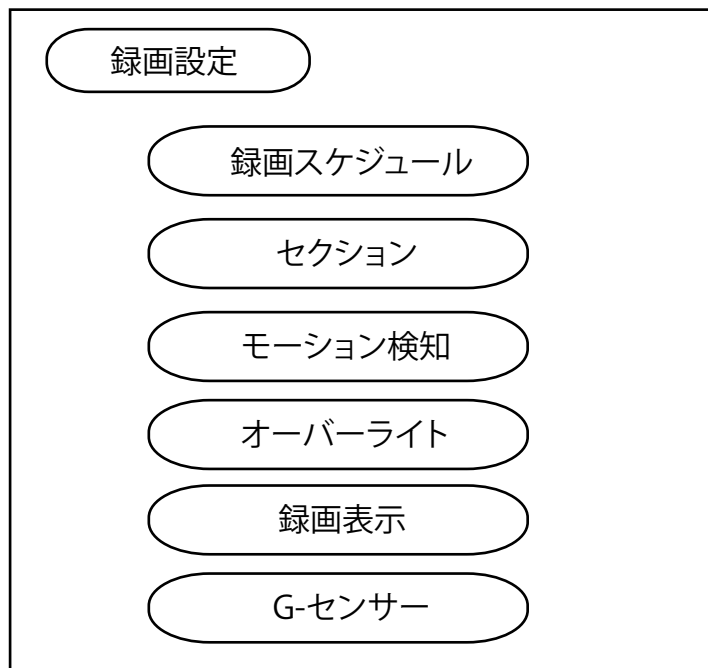 録画設定
録画スケジュール
セクション
モーション検知
オーバーライト
録画表示
G-センサー